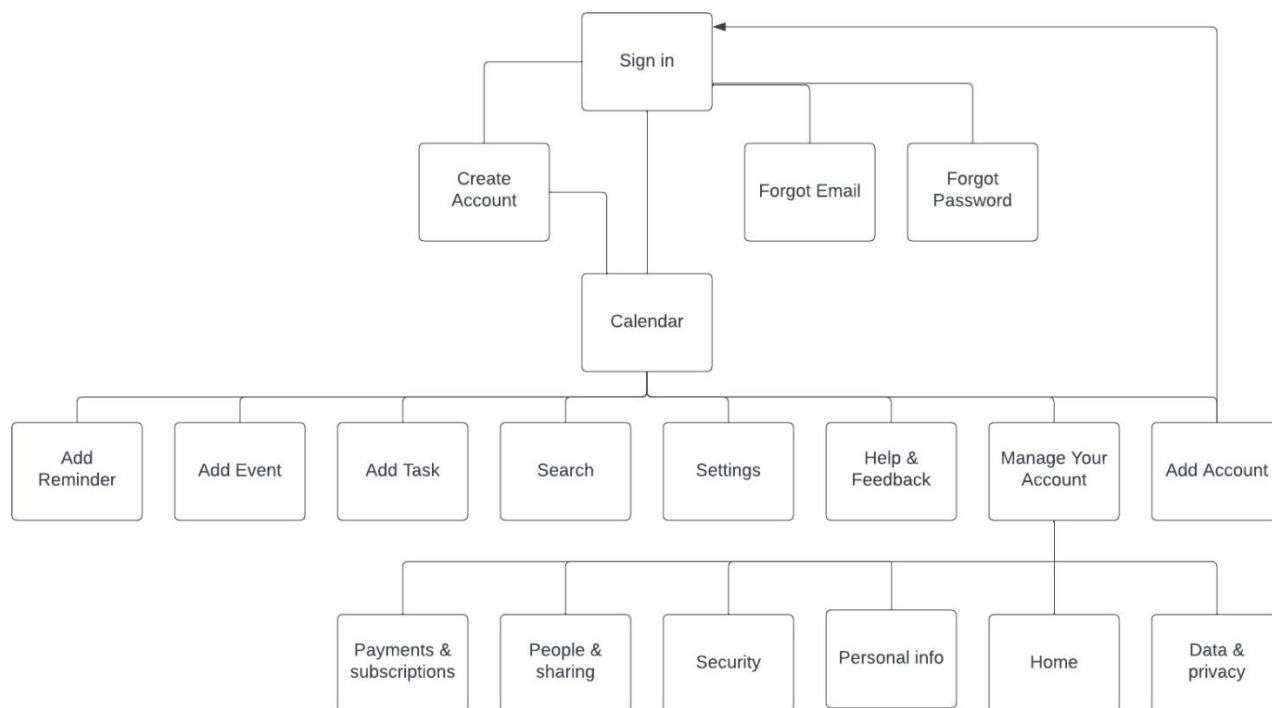 Sign in
Create
Account
Forgot Email
Forgot
Password
Calendar
Add
Reminder
Add Event
Add Task
Search
Settings
Help &
Feedback
Manage Your
Account
Add Account
Payments &
subscriptions
People &
sharing
Security
Personal info
Home
Data &
privacy